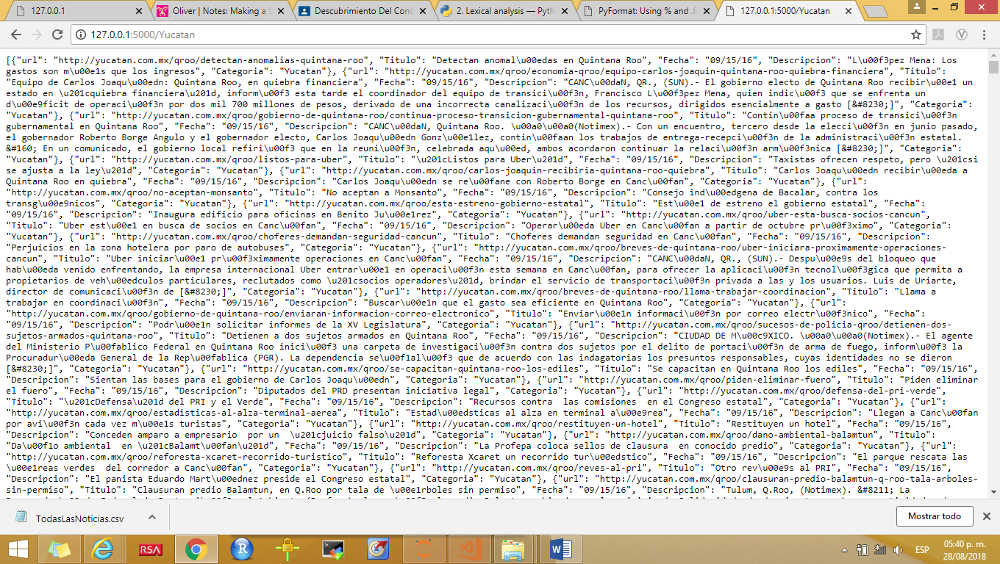 127.0.0.1
Oliver | Notes: Making a S
Descubrimiento Del Conc
2. Lexical analysis — Pyth
PyFormat: Using % and .f
127.0.0.1:5000/Yucatan
127.0.0.1:5000/Yucatan
[{"url": "http://yucatan.com.mx/qroo/detectan-anomalias-quintana-roo", "Titulo": "Detectan anomal\u00edas en Quintana Roo", "Fecha": "09/15/16", "Descripcion": "L\u00f3pez Mena: Los
gastos son m\u00e1s que los ingresos", "Categoria": "Yucatan"}, {"url": "http://yucatan.com.mx/qroo/economia-qroo/equipo-carlos-joaquin-quintana-roo-quiebra-financiera", "Titulo":
"Equipo de Carlos Joaqu\u00edn: Quintana Roo, en quiebra financiera", "Fecha": "09/15/16", "Descripcion": "CANC\u00daN, QR., (SUN).- El gobierno electo de Quintana Roo recibir\u00e1 un
estado en \u201cquiebra financiera\u201d, inform\u00f3 esta tarde el coordinador del equipo de transici\u00f3n, Francisco L\u00f3pez Mena, quien indic\u00f3 que se enfrenta un
d\u00e9ficit de operaci\u00f3n por dos mil 700 millones de pesos, derivado de una incorrecta canalizaci\u00f3n de los recursos, dirigidos esencialmente a gasto [&#8230;]", "Categoria":
"Yucatan"}, {"url": "http://yucatan.com.mx/qroo/gobierno-de-quintana-roo/continua-proceso-transicion-gubernamental-quintana-roo", "Titulo": "Contin\u00faa proceso de transici\u00f3n
gubernamental en Quintana Roo", "Fecha": "09/15/16", "Descripcion": "CANC\u00daN, Quintana Roo. \u00a0\u00a0(Notimex).- Con un encuentro, tercero desde la elecci\u00f3n en junio pasado,
el gobernador Roberto Borge Angulo y el gobernador electo, Carlos Joaqu\u00edn Gonz\u00e1lez, contin\u00faan los trabajos de entrega-recepci\u00f3n de la administraci\u00f3n estatal.
&#160; En un comunicado, el gobierno local refiri\u00f3 que en la reuni\u00f3n, celebrada aqu\u00ed, ambos acordaron continuar la relaci\u00f3n arm\u00f3nica [&#8230;]", "Categoria":
"Yucatan"}, {"url": "http://yucatan.com.mx/qroo/listos-para-uber", "Titulo": "\u201cListos para Uber\u201d", "Fecha": "09/15/16", "Descripcion": "Taxistas ofrecen respeto, pero \u201csi
se ajusta a la ley\u201d", "Categoria": "Yucatan"}, {"url": "http://yucatan.com.mx/qroo/carlos-joaquin-recibiria-quintana-roo-quiebra", "Titulo": "Carlos Joaqu\u00edn recibir\u00eda a
Quintana Roo en quiebra", "Fecha": "09/15/16", "Descripcion": "Carlos Joaqu\u00edn se re\u00fane con Roberto Borge en Canc\u00fan", "Categoria": "Yucatan"}, {"url":
"http://yucatan.com.mx/qroo/no-aceptan-monsanto", "Titulo": "No aceptan a Monsanto", "Fecha": "09/15/16", "Descripcion": "Consejo ind\u00edgena de Bacalar, contra los
transg\u00e9nicos", "Categoria": "Yucatan"}, {"url": "http://yucatan.com.mx/qroo/esta-estreno-gobierno-estatal", "Titulo": "Est\u00e1 de estreno el gobierno estatal", "Fecha":
"09/15/16", "Descripcion": "Inaugura edificio para oficinas en Benito Ju\u00e1rez", "Categoria": "Yucatan"}, {"url": "http://yucatan.com.mx/qroo/uber-esta-busca-socios-cancun",
"Titulo": "Uber est\u00e1 en busca de socios en Canc\u00fan", "Fecha": "09/15/16", "Descripcion": "Operar\u00eda Uber en Canc\u00fan a partir de octubre pr\u00f3ximo", "Categoria":
"Yucatan"}, {"url": "http://yucatan.com.mx/qroo/choferes-demandan-seguridad-cancun", "Titulo": "Choferes demandan seguridad en Canc\u00fan", "Fecha": "09/15/16", "Descripcion":
"Perjuicios en la zona hotelera por paro de autobuses", "Categoria": "Yucatan"}, {"url": "http://yucatan.com.mx/qroo/breves-de-quintana-roo/uber-iniciara-proximamente-operaciones-
cancun", "Titulo": "Uber iniciar\u00e1 pr\u00f3ximamente operaciones en Canc\u00fan", "Fecha": "09/15/16", "Descripcion": "CANC\u00daN, QR., (SUN).- Despu\u00e9s del bloqueo que
hab\u00eda venido enfrentando, la empresa internacional Uber entrar\u00e1 en operaci\u00f3n esta semana en Canc\u00fan, para ofrecer la aplicaci\u00f3n tecnol\u00f3gica que permita a
propietarios de veh\u00edculos particulares, reclutados como \u201csocios operadores\u201d, brindar el servicio de transportaci\u00f3n privada a las y los usuarios. Luis de Uriarte,
director de comunicaci\u00f3n de [&#8230;]", "Categoria": "Yucatan"}, {"url": "http://yucatan.com.mx/qroo/breves-de-quintana-roo/llama-trabajar-coordinacion", "Titulo": "Llama a
trabajar en coordinaci\u00f3n", "Fecha": "09/15/16", "Descripcion": "Buscar\u00e1n que el gasto sea eficiente en Quintana Roo", "Categoria": "Yucatan"}, {"url":
"http://yucatan.com.mx/qroo/gobierno-de-quintana-roo/enviaran-informacion-correo-electronico", "Titulo": "Enviar\u00e1n informaci\u00f3n por correo electr\u00f3nico", "Fecha":
"09/15/16", "Descripcion": "Podr\u00e1n solicitar informes de la XV Legislatura", "Categoria": "Yucatan"}, {"url": "http://yucatan.com.mx/qroo/sucesos-de-policia-qroo/detienen-dos-
sujetos-armados-quintana-roo", "Titulo": "Detienen a dos sujetos armados en Quintana Roo", "Fecha": "09/15/16", "Descripcion": "CIUDAD DE M\u00c9XICO. \u00a0\u00a0(Notimex).- El agente
del Ministerio P\u00fablico Federal en Quintana Roo inici\u00f3 una carpeta de investigaci\u00f3n contra dos sujetos por el delito de portaci\u00f3n de arma de fuego, inform\u00f3 la
Procuradur\u00eda General de la Rep\u00fablica (PGR). La dependencia se\u00f1al\u00f3 que de acuerdo con las indagatorias los presuntos responsables, cuyas identidades no se dieron
[&#8230;]", "Categoria": "Yucatan"}, {"url": "http://yucatan.com.mx/qroo/se-capacitan-quintana-roo-los-ediles", "Titulo": "Se capacitan en Quintana Roo los ediles", "Fecha": "09/15/16",
"Descripcion": "Sientan las bases para el gobierno de Carlos Joaqu\u00edn", "Categoria": "Yucatan"}, {"url": "http://yucatan.com.mx/qroo/piden-eliminar-fuero", "Titulo": "Piden eliminar
el fuero", "Fecha": "09/15/16", "Descripcion": "Diputados del PRD presentan iniciativa legal", "Categoria": "Yucatan"}, {"url": "http://yucatan.com.mx/qroo/defensa-del-pri-verde",
"Titulo": "\u201cDefensa\u201d del PRI y el Verde", "Fecha": "09/15/16", "Descripcion": "Recursos contra  las comisiones  en el Congreso estatal", "Categoria": "Yucatan"}, {"url":
"http://yucatan.com.mx/qroo/estadisticas-al-alza-terminal-aerea", "Titulo": "Estad\u00edsticas al alza en terminal a\u00e9rea", "Fecha": "09/15/16", "Descripcion": "Llegan a Canc\u00fan
por avi\u00f3n cada vez m\u00e1s turistas", "Categoria": "Yucatan"}, {"url": "http://yucatan.com.mx/qroo/restituyen-un-hotel", "Titulo": "Restituyen un hotel", "Fecha": "09/15/16",
"Descripcion": "Conceden amparo a empresario  por un  \u201cjuicio falso\u201d", "Categoria": "Yucatan"}, {"url": "http://yucatan.com.mx/qroo/dano-ambiental-balamtun", "Titulo":
"Da\u00f1o ambiental  en \u201cBalamt\u00fan\u201d", "Fecha": "09/15/16", "Descripcion": "La Profepa coloca sellos de clausura  en conocido predio", "Categoria": "Yucatan"}, {"url":
"http://yucatan.com.mx/qroo/reforesta-xcaret-recorrido-turistico", "Titulo": "Reforesta Xcaret un recorrido tur\u00edstico", "Fecha": "09/15/16", "Descripcion": "El parque rescata las
\u00e1reas verdes  del corredor a Canc\u00fan", "Categoria": "Yucatan"}, {"url": "http://yucatan.com.mx/qroo/reves-al-pri", "Titulo": "Otro rev\u00e9s al PRI", "Fecha": "09/15/16",
"Descripcion": "El panista Eduardo Mart\u00ednez preside el Congreso estatal", "Categoria": "Yucatan"}, {"url": "http://yucatan.com.mx/qroo/clausuran-predio-balamtun-q-roo-tala-arboles-
sin-permiso", "Titulo": "Clausuran predio Balamtun, en Q.Roo por tala de \u00e1rboles sin permiso", "Fecha": "09/15/16", "Descripcion": "Tulum, Q.Roo, (Notimex). &#8211; La
TodasLasNoticias.csv
Mostrar todo
RSA
R
ESP
05:40 p. m.
28/08/2018